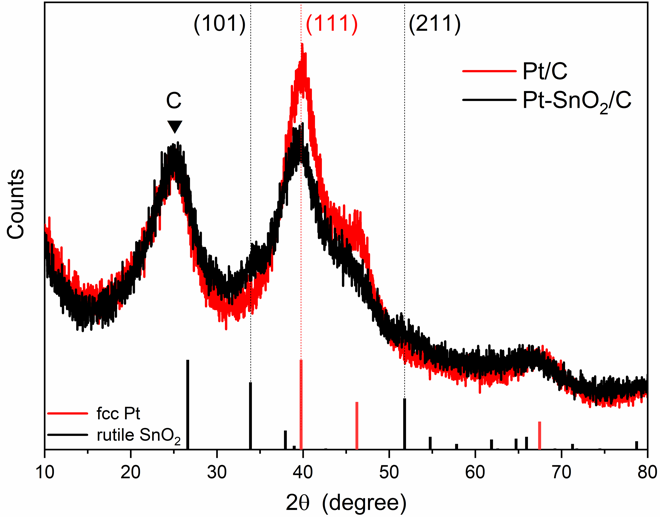 (101) (111) (211)
Pt/C
Pt-SnO₂/C
C
Counts
fcc Pt
rutile SnO₂
10 20 30 40 50 60 70 80
2θ (degree)